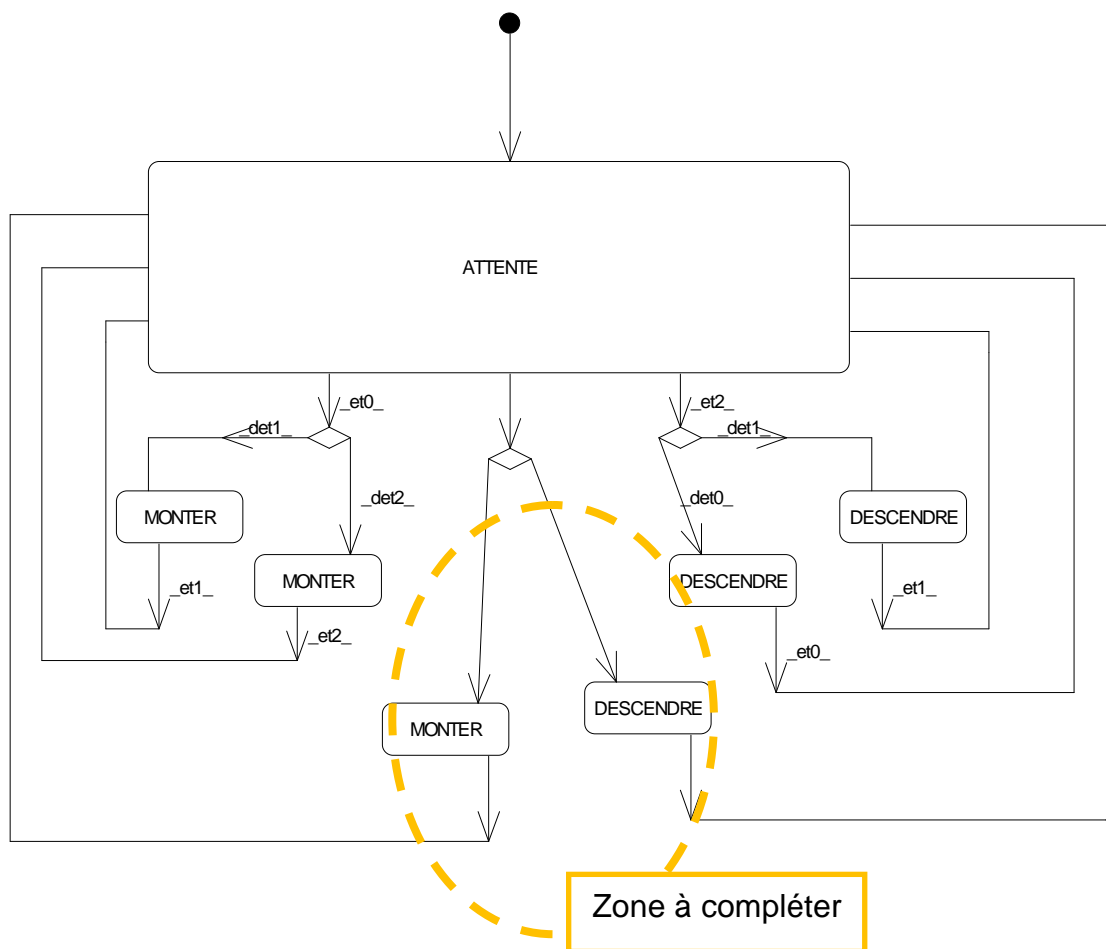 ATTENTE
_et0_
_et2_
_det1_
_det1_
_det2_
_det0_
MONTER
DESCENDRE
MONTER
DESCENDRE
_et1_
_et1_
_et2_
_et0_
DESCENDRE
MONTER
Zone à compléter